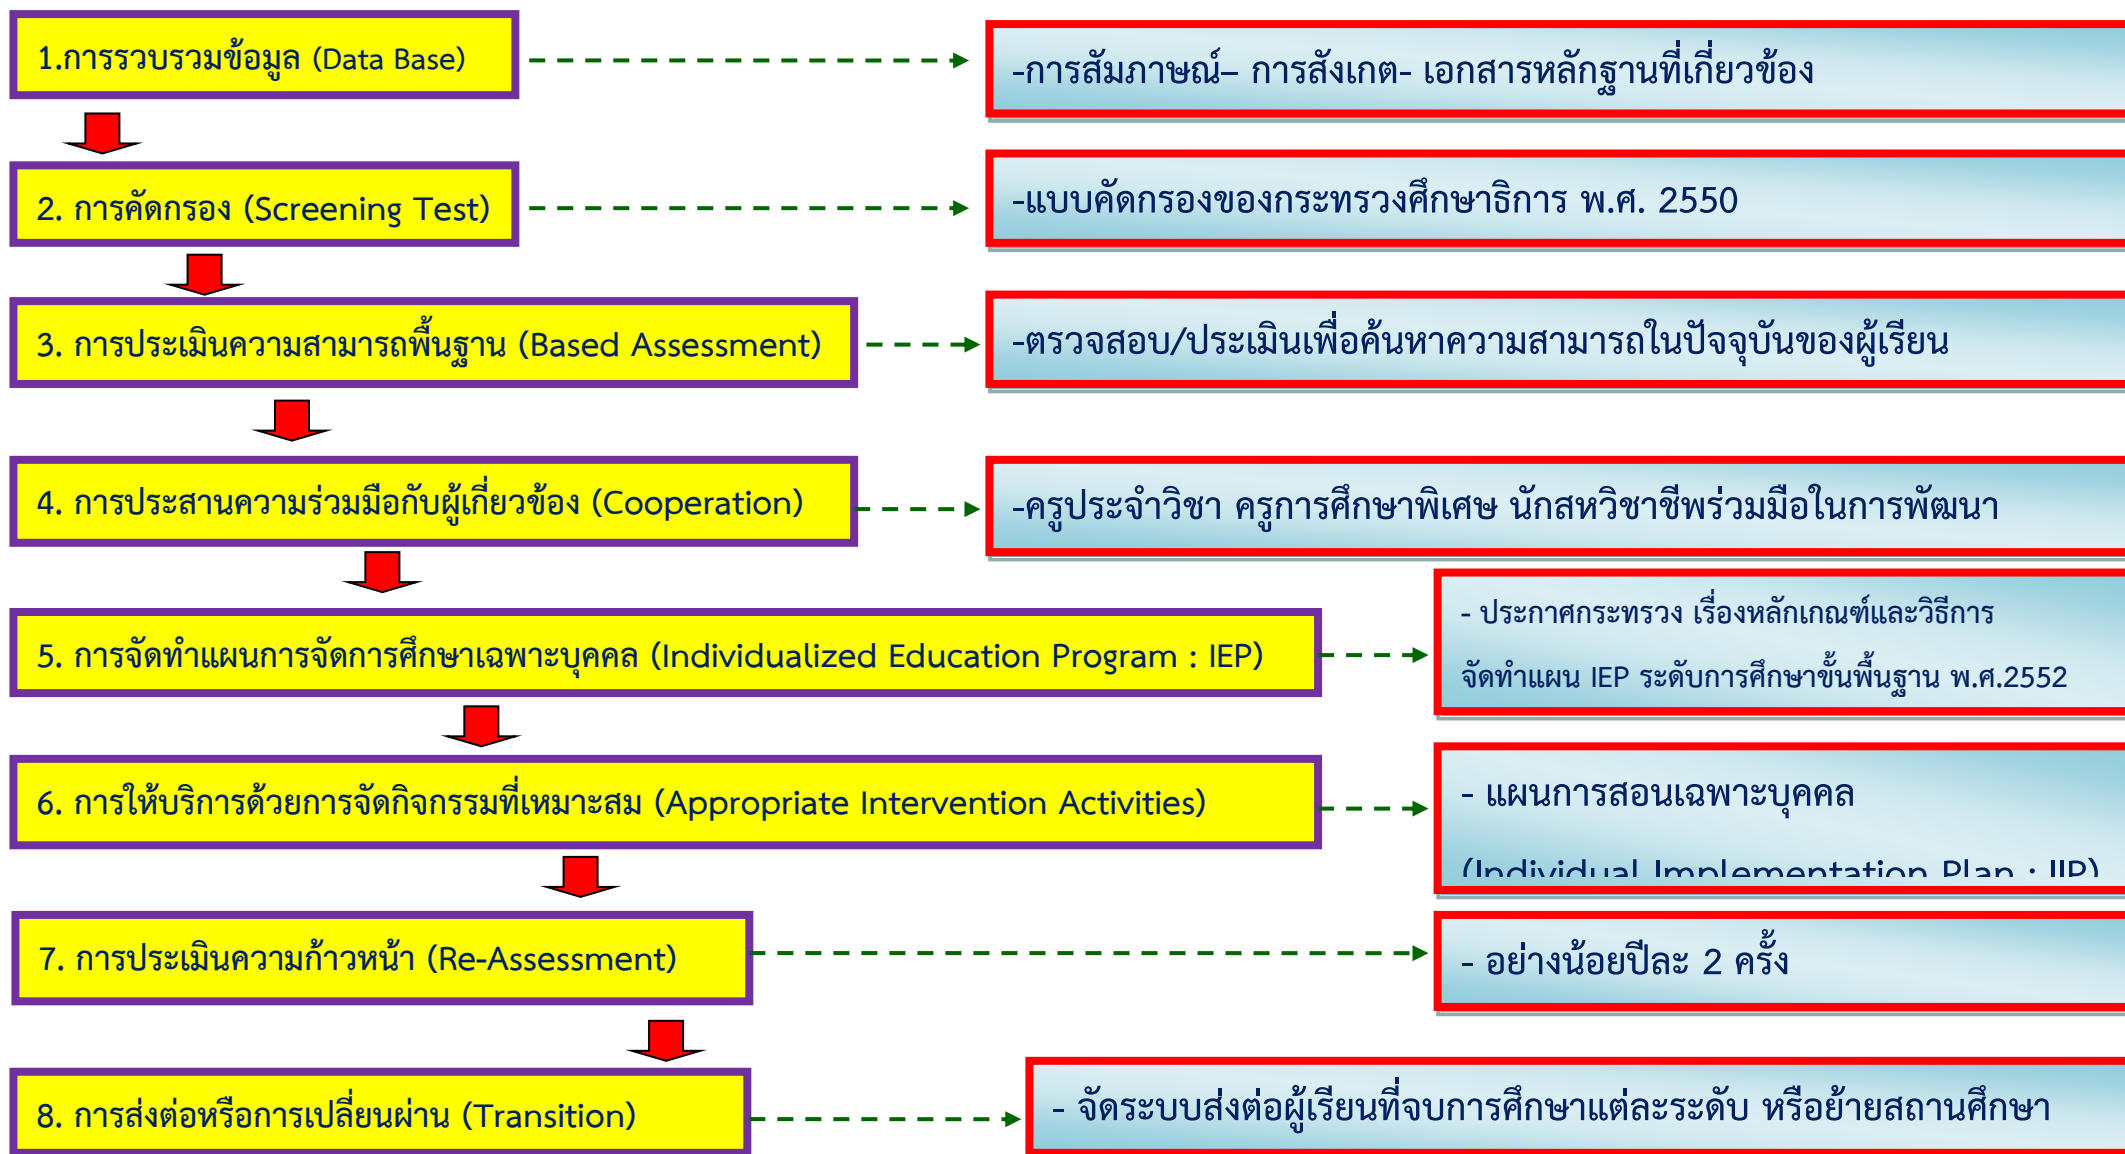 1.การรวบรวมข้อมูล (Data Base)
-การสัมภาษณ์– การสังเกต- เอกสารหลักฐานที่เกี่ยวข้อง
2. การคัดกรอง (Screening Test)
-แบบคัดกรองของกระทรวงศึกษาธิการ พ.ศ. 2550
3. การประเมินความสามารถพื้นฐาน (Based Assessment)
-ตรวจสอบ/ประเมินเพื่อค้นหาความสามารถในปัจจุบันของผู้เรียน
4. การประสานความร่วมมือกับผู้เกี่ยวข้อง (Cooperation)
-ครูประจำวิชา ครูการศึกษาพิเศษ นักสหวิชาชีพร่วมมือในการพัฒนา
5. การจัดทำแผนการจัดการศึกษาเฉพาะบุคคล (Individualized Education Program : IEP)
- ประกาศกระทรวง เรื่องหลักเกณฑ์และวิธีการ
จัดทำแผน IEP ระดับการศึกษาขั้นพื้นฐาน พ.ศ.2552
6. การให้บริการด้วยการจัดกิจกรรมที่เหมาะสม (Appropriate Intervention Activities)
- แผนการสอนเฉพาะบุคคล
(Individual Implementation Plan : IIP)
7. การประเมินความก้าวหน้า (Re-Assessment)
- อย่างน้อยปีละ 2 ครั้ง
8. การส่งต่อหรือการเปลี่ยนผ่าน (Transition)
- จัดระบบส่งต่อผู้เรียนที่จบการศึกษาแต่ละระดับ หรือย้ายสถานศึกษา